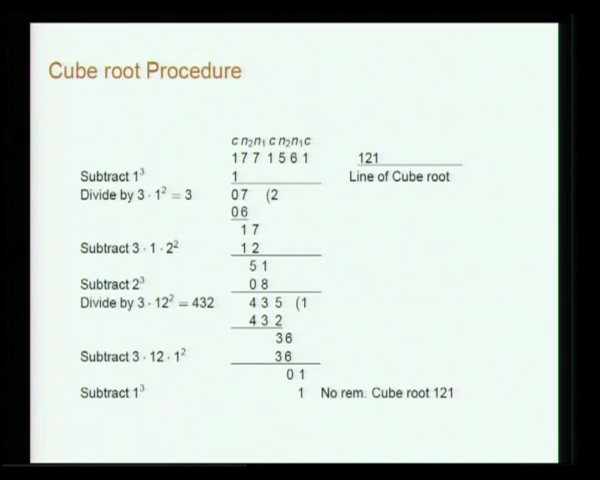 Cube root Procedure
c n₂ n₁ c n₂ n₁ c
1 7 7 1 5 6 1 121
Subtract 1³ 1 Line of Cube root
Divide by 3 · 1² = 3 0 7 (2
0 6
1 7
Subtract 3 · 1 · 2² 1 2
5 1
Subtract 2³ 0 8
Divide by 3 · 12² = 432 4 3 5 (1
4 3 2
3 6
Subtract 3 · 12 · 1² 3 6
0 1
Subtract 1³ 1 No rem. Cube root 121